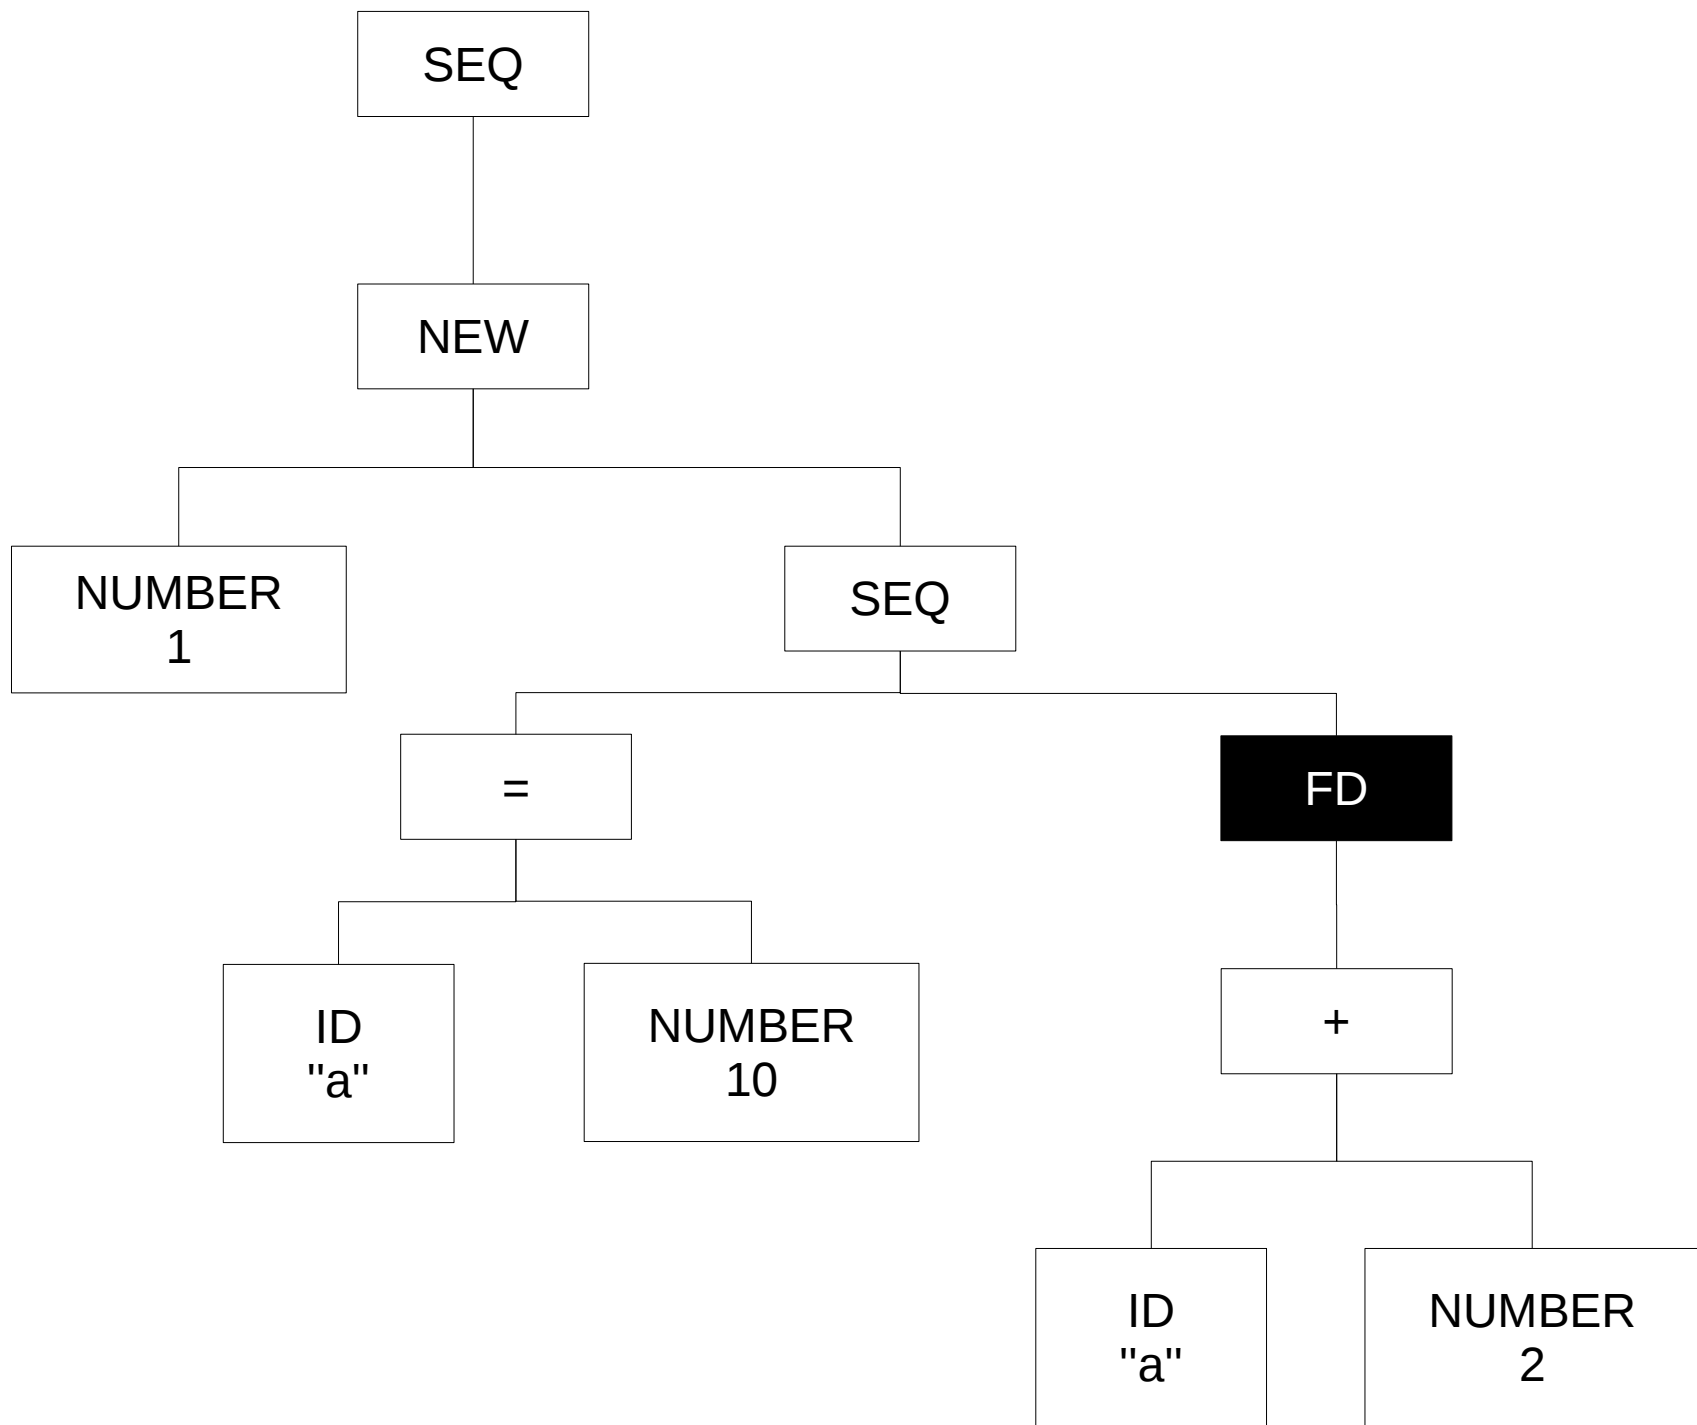 SEQ
NEW
NUMBER
1
SEQ
=
FD
ID
"a"
NUMBER
10
+
ID
"a"
NUMBER
2